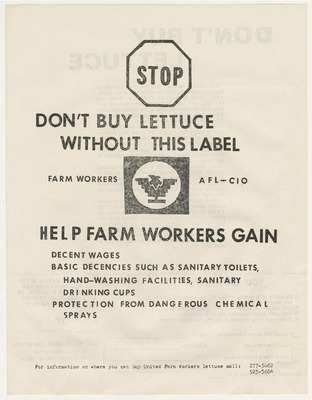 STOP
DON'T BUY LETTUCE
WITHOUT THIS LABEL
FARM WORKERS AFL-CIO
HELP FARM WORKERS GAIN
DECENT WAGES
BASIC DECENCIES SUCH AS SANITARY TOILETS,
HAND-WASHING FACILITIES, SANITARY
DRINKING CUPS
PROTECTION FROM DANGEROUS CHEMICAL
SPRAYS
For information on where you can buy United Farm Workers lettuce call: